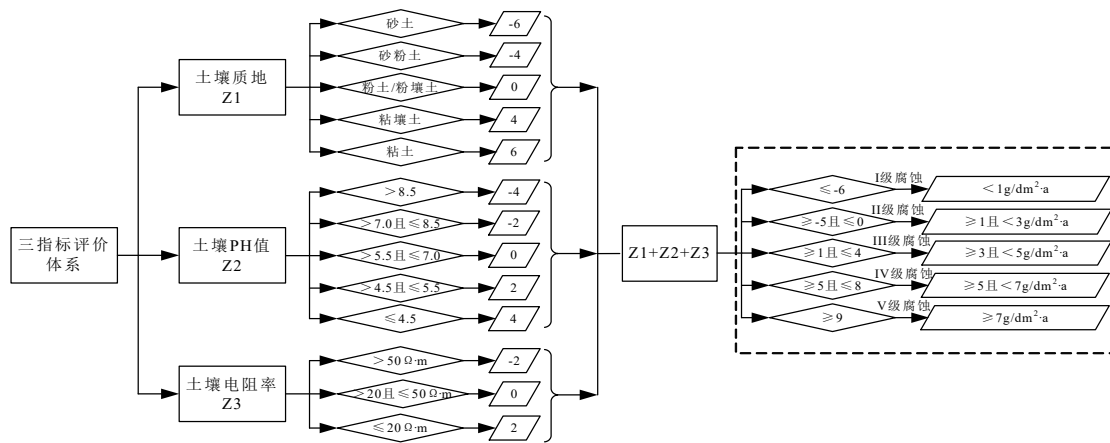 三指标评价
体系
土壤质地
Z1
砂土
-6
砂粉土
-4
粉土/粉壤土
0
粘壤土
4
粘土
6
土壤PH值
Z2
>8.5
-4
>7.0且≤8.5
-2
>5.5且≤7.0
0
>4.5且≤5.5
2
≤4.5
4
土壤电阻率
Z3
>50Ω·m
-2
>20且≤50Ω·m
0
≤20Ω·m
2
Z1+Z2+Z3
≤-6
I级腐蚀
<1g/dm²·a
≥-5且≤0
II级腐蚀
≥1且<3g/dm²·a
≥1且≤4
III级腐蚀
≥3且<5g/dm²·a
≥5且≤8
IV级腐蚀
≥5且<7g/dm²·a
≥9
V级腐蚀
≥7g/dm²·a